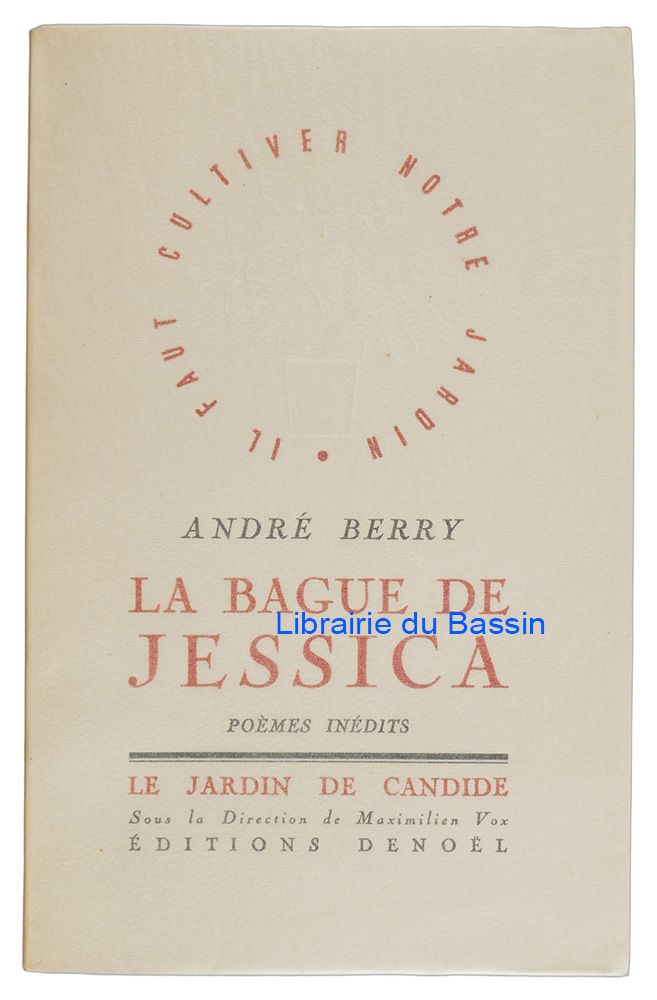 IL FAUT CULTIVER NOTRE JARDIN •
ANDRÉ BERRY
LA BAGUE DE
Librairie du Bassin
JESSICA
POÈMES INÉDITS
LE JARDIN DE CANDIDE
Sous la Direction de Maximilien Vox
ÉDITIONS DENOËL